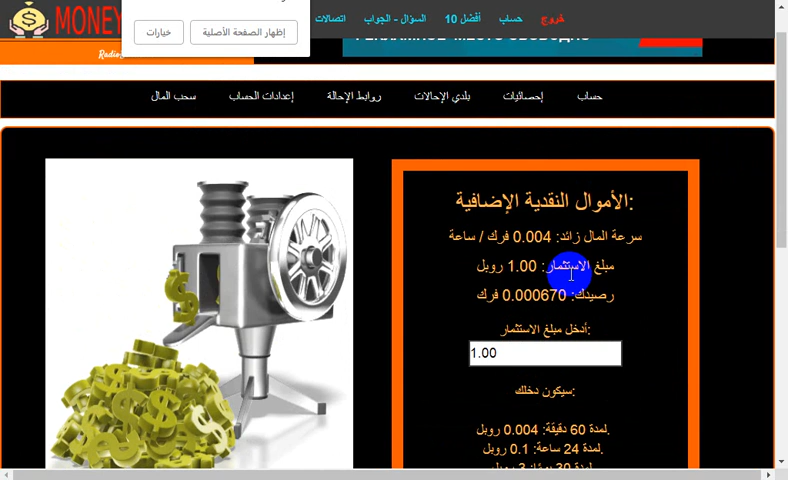 MONEY
خروج
حساب
أفضل 10
السؤال - الجواب
اتصالات
إظهار الصفحة الأصلية
خيارات
حساب
إحصائيات
بلدي الإحالات
روابط الإحالة
إعدادات الحساب
سحب المال
الأموال النقدية الإضافية:
سرعة المال زائد: 0.004 فرك / ساعة
مبلغ الاستثمار: 1.00 روبل
رصيدك: 0.000670 فرك
أدخل مبلغ الاستثمار:
1.00
سيكون دخلك:
لمدة 60 دقيقة: 0.004 روبل.
لمدة 24 ساعة: 0.1 روبل.